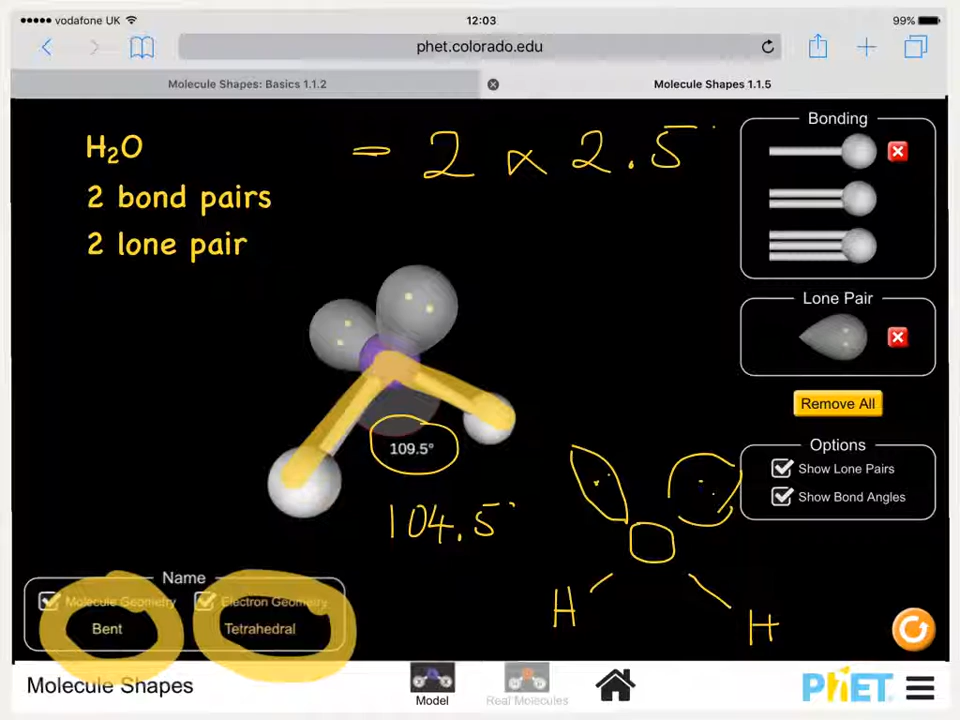 vodafone UK
12:03
99%
phet.colorado.edu
Molecule Shapes: Basics 1.1.2
Molecule Shapes 1.1.5
H₂O
= 2 × 2.5°
2 bond pairs
2 lone pair
Bonding
Lone Pair
Remove All
Options
Show Lone Pairs
Show Bond Angles
109.5°
104.5°
H
H
Name
Molecule Geometry
Electron Geometry
Bent
Tetrahedral
Molecule Shapes
Model
Real Molecules
PhET